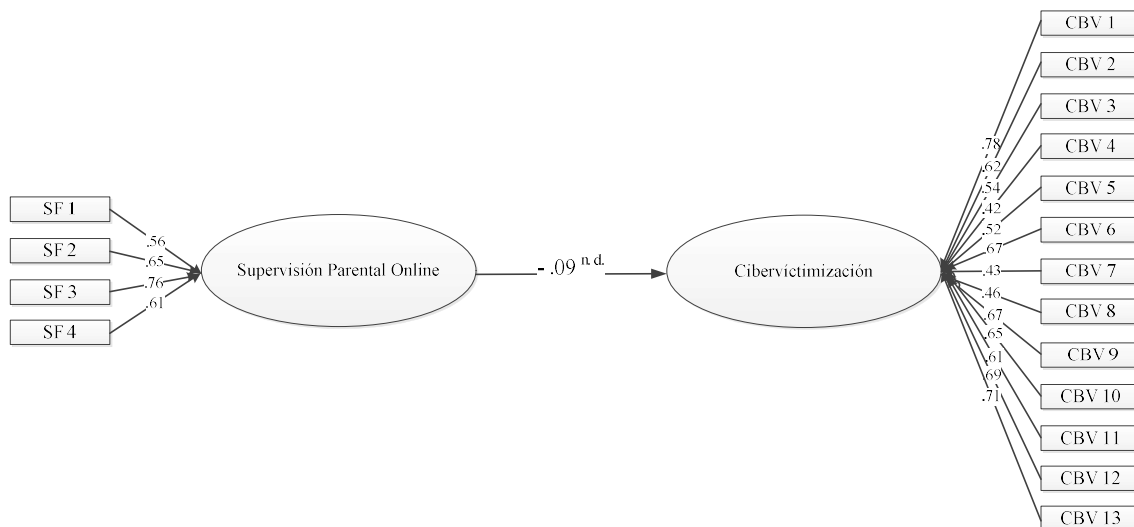 SF 1
SF 2
SF 3
SF 4
.56
.65
.76
.61
Supervisión Parental Online
- .09 n. d.
Cibervíctimización
.78
.62
.54
.42
.52
.67
.43
.46
.67
.65
.61
.69
.71
CBV 1
CBV 2
CBV 3
CBV 4
CBV 5
CBV 6
CBV 7
CBV 8
CBV 9
CBV 10
CBV 11
CBV 12
CBV 13